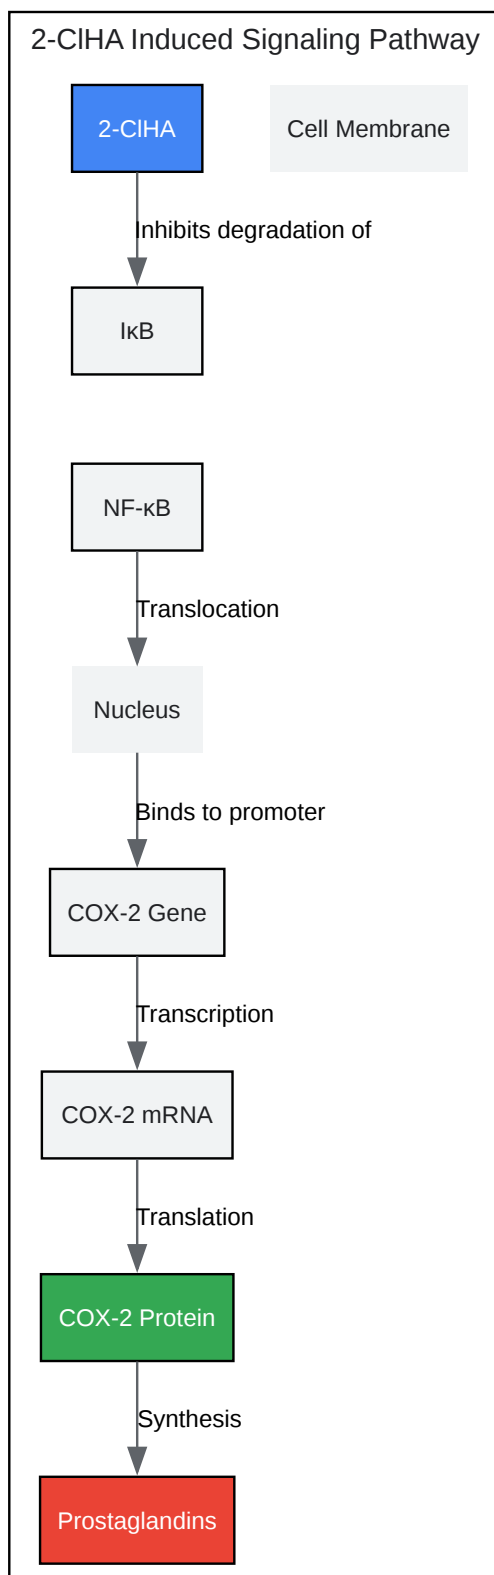 2-ClHA Induced Signaling Pathway
2-ClHA
Cell Membrane
Inhibits degradation of
IκB
NF-κB
Translocation
Nucleus
Binds to promoter
COX-2 Gene
Transcription
COX-2 mRNA
Translation
COX-2 Protein
Synthesis
Prostaglandins